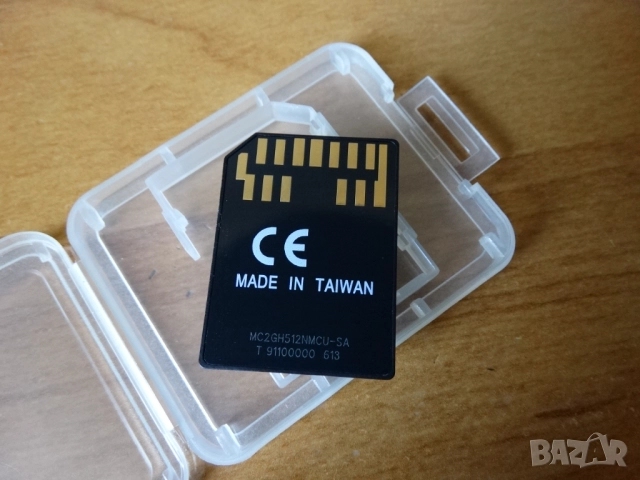 CE
MADE IN TAIWAN
MC2GH512NMCU-SA
T 91100000 613
BAZAR